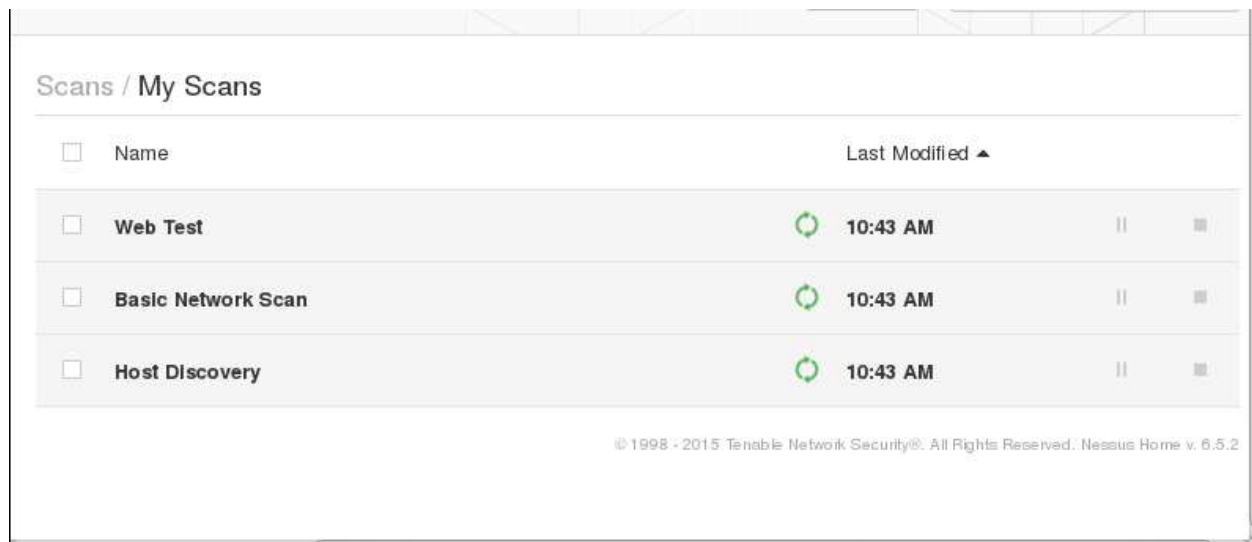 Scans / My Scans
Name Last Modified
Web Test 10:43 AM
Basic Network Scan 10:43 AM
Host Discovery 10:43 AM
© 1998 - 2015 Tenable Network Security®. All Rights Reserved. Nessus Home v. 6.5.2